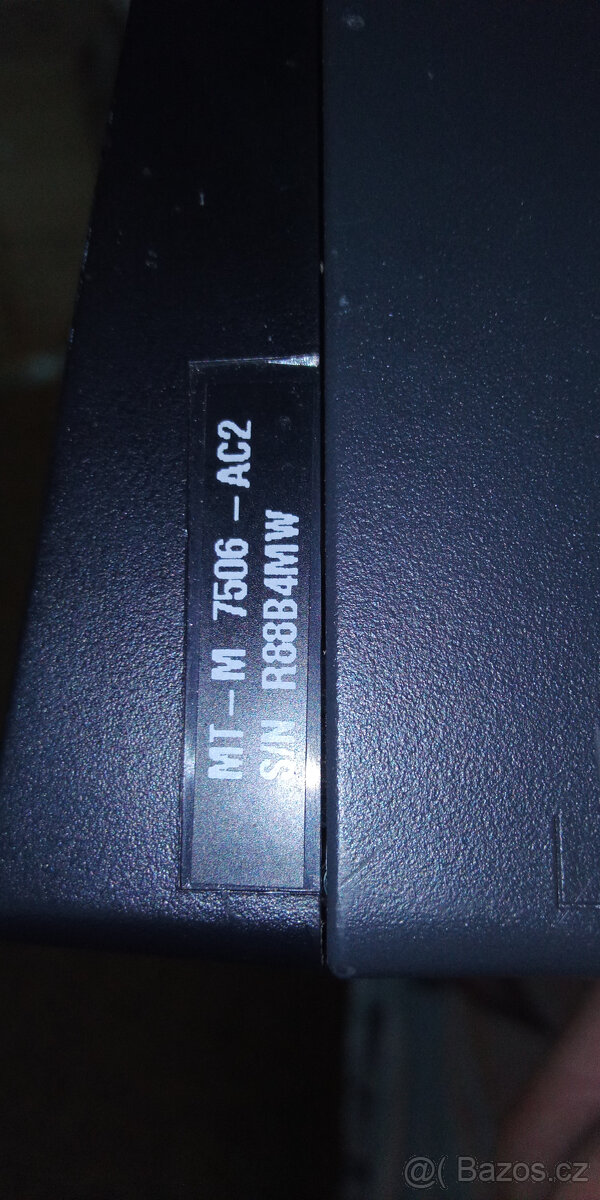 MT-M 7506-AC2
S/N R88B4MW
@( Bazos.cz